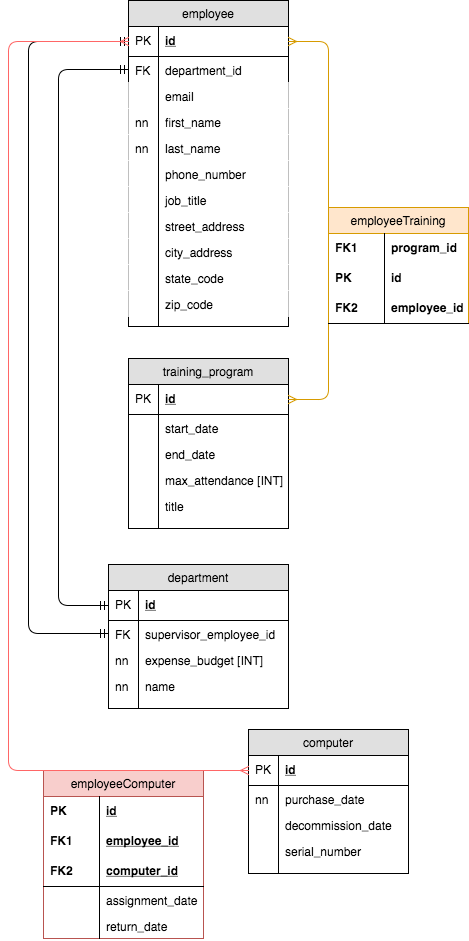 employee
PK id
FK department_id
email
nn first_name
nn last_name
phone_number
job_title
street_address
city_address
state_code
zip_code
employeeTraining
FK1 program_id
PK id
FK2 employee_id
training_program
PK id
start_date
end_date
max_attendance [INT]
title
department
PK id
FK supervisor_employee_id
nn expense_budget [INT]
nn name
computer
PK id
nn purchase_date
decommission_date
serial_number
employeeComputer
PK id
FK1 employee_id
FK2 computer_id
assignment_date
return_date